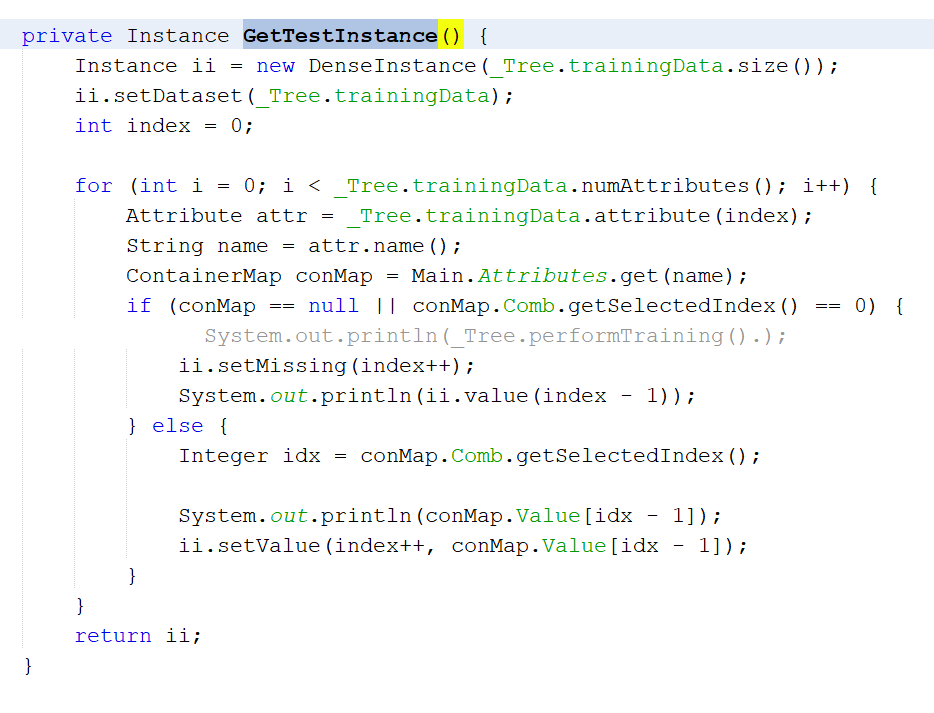 private Instance GetTestInstance() {
Instance ii = new DenseInstance(_Tree.trainingData.size());
ii.setDataset(_Tree.trainingData);
int index = 0;
for (int i = 0; i < _Tree.trainingData.numAttributes(); i++) {
Attribute attr = _Tree.trainingData.attribute(index);
String name = attr.name();
ContainerMap conMap = Main.Attributes.get(name);
if (conMap == null || conMap.Comb.getSelectedIndex() == 0) {
System.out.println(_Tree.performTraining().);
ii.setMissing(index++);
System.out.println(ii.value(index - 1));
} else {
Integer idx = conMap.Comb.getSelectedIndex();
System.out.println(conMap.Value[idx - 1]);
ii.setValue(index++, conMap.Value[idx - 1]);
}
}
return ii;
}